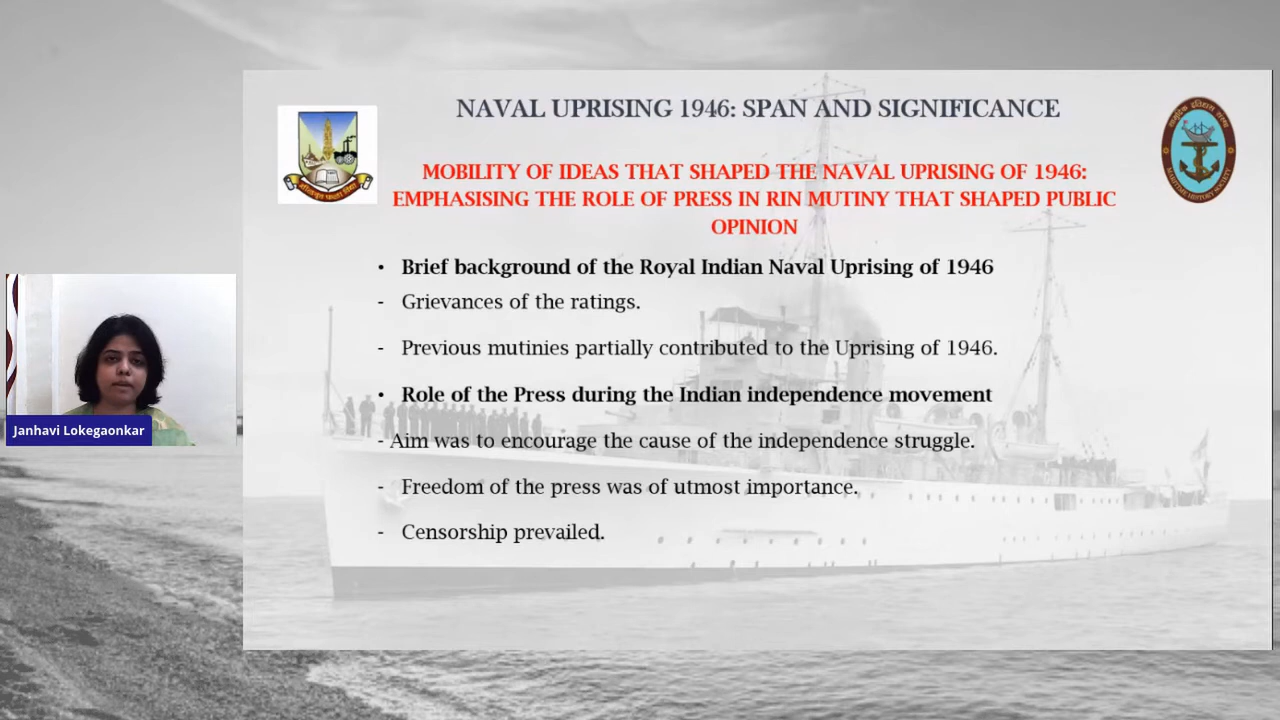 NAVAL UPRISING 1946: SPAN AND SIGNIFICANCE
MOBILITY OF IDEAS THAT SHAPED THE NAVAL UPRISING OF 1946:
EMPHASISING THE ROLE OF PRESS IN RIN MUTINY THAT SHAPED PUBLIC
OPINION
• Brief background of the Royal Indian Naval Uprising of 1946
- Grievances of the ratings.
- Previous mutinies partially contributed to the Uprising of 1946.
• Role of the Press during the Indian independence movement
- Aim was to encourage the cause of the independence struggle.
- Freedom of the press was of utmost importance.
- Censorship prevailed.
Janhavi Lokegaonkar
MARITIME HISTORY SOCIETY